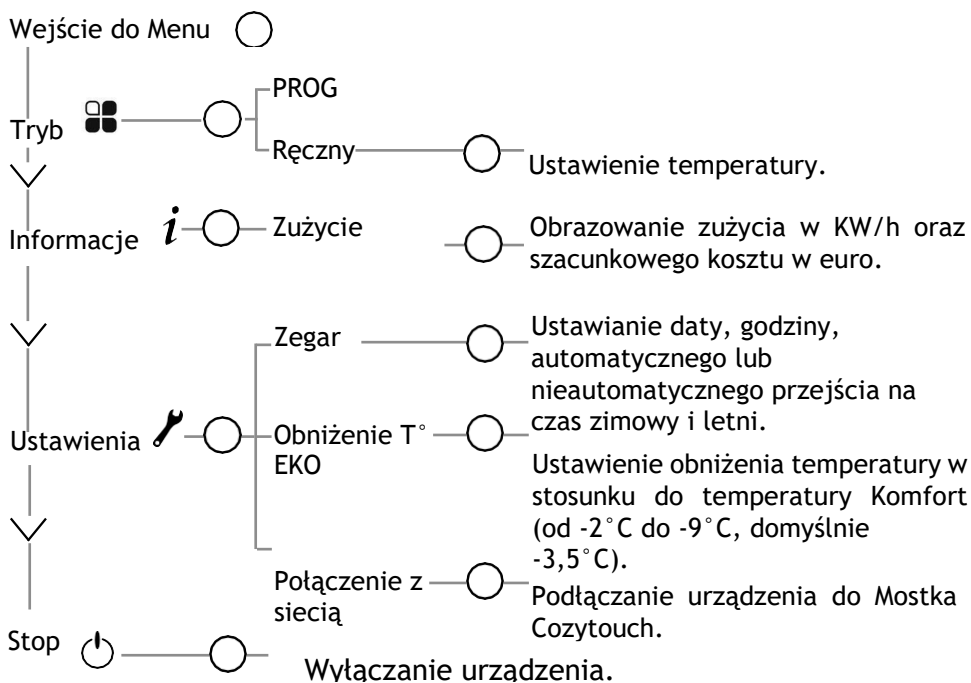 Wejście do Menu
Tryb
PROG
Ręczny
Ustawienie temperatury.
Informacje
i
Zużycie
Obrazowanie zużycia w KW/h oraz
szacunkowego kosztu w euro.
Ustawienia
Zegar
Ustawianie daty, godziny,
automatycznego lub
nieautomatycznego przejścia na
czas zimowy i letni.
Obniżenie T°
EKO
Ustawienie obniżenia temperatury w
stosunku do temperatury Komfort
(od -2°C do -9°C, domyślnie
-3,5°C).
Połączenie z
siecią
Podłączanie urządzenia do Mostka
Cozytouch.
Stop
Wyłączanie urządzenia.